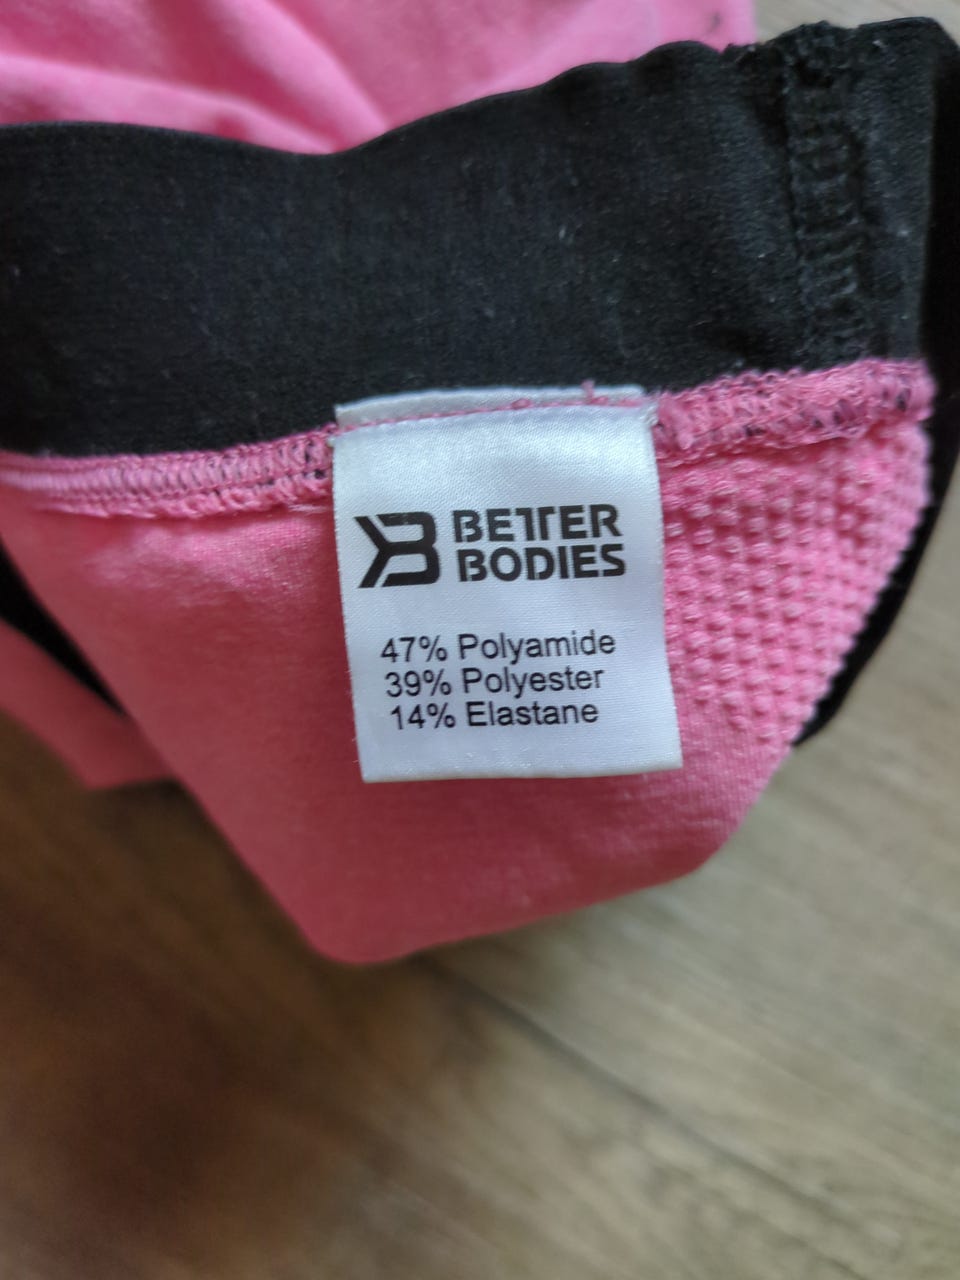 BETTER
BODIES
47% Polyamide
39% Polyester
14% Elastane